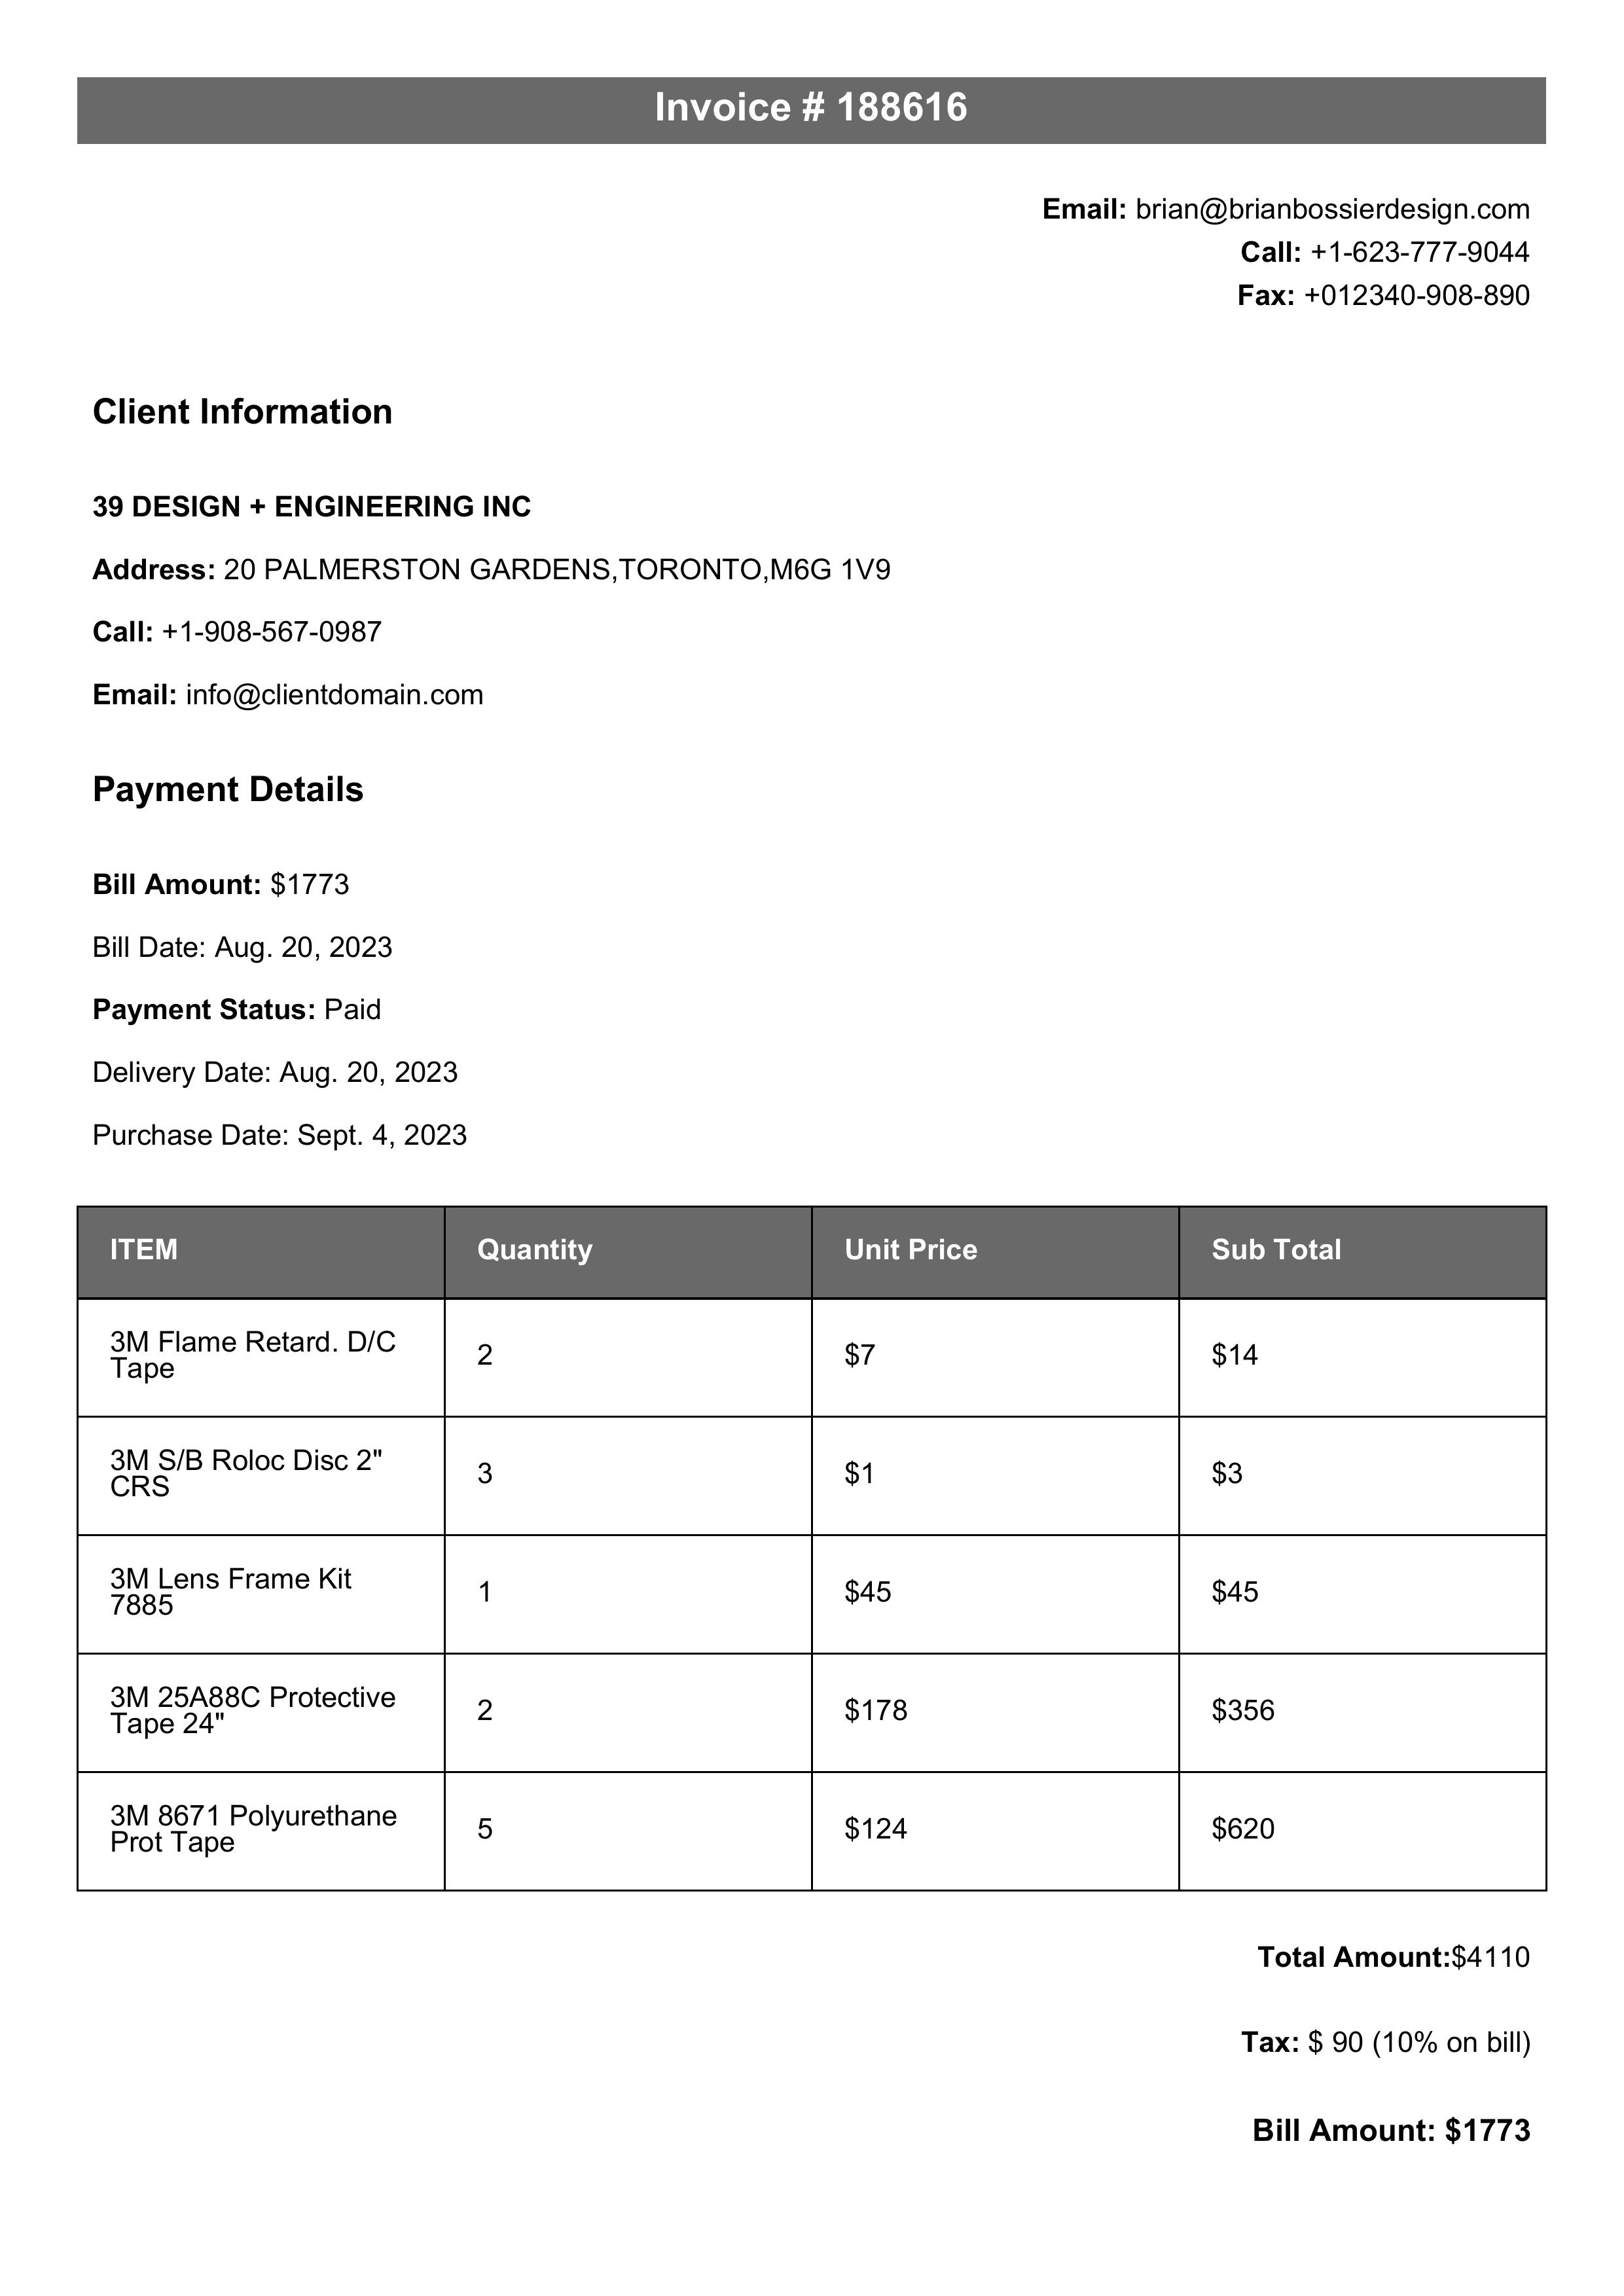 Invoice # 188616
Email: brian@brianbossierdesign.com
Call: +1-623-777-9044
Fax: +012340-908-890
Client Information
39 DESIGN + ENGINEERING INC
Address: 20 PALMERSTON GARDENS,TORONTO,M6G 1V9
Call: +1-908-567-0987
Email: info@clientdomain.com
Payment Details
Bill Amount: $1773
Bill Date: Aug. 20, 2023
Payment Status: Paid
Delivery Date: Aug. 20, 2023
Purchase Date: Sept. 4, 2023
ITEM Quantity Unit Price Sub Total
3M Flame Retard. D/C
Tape 2 $7 $14
3M S/B Roloc Disc 2"
CRS 3 $1 $3
3M Lens Frame Kit
7885 1 $45 $45
3M 25A88C Protective
Tape 24" 2 $178 $356
3M 8671 Polyurethane
Prot Tape 5 $124 $620
Total Amount:$4110
Tax: $ 90 (10% on bill)
Bill Amount: $1773